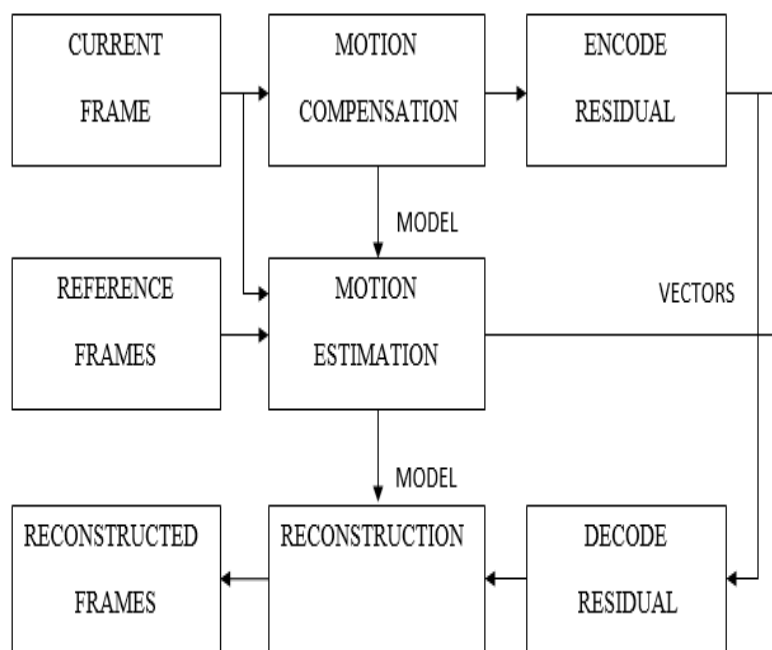 CURRENT
FRAME
MOTION
COMPENSATION
ENCODE
RESIDUAL
MODEL
REFERENCE
FRAMES
MOTION
ESTIMATION
VECTORS
MODEL
RECONSTRUCTED
FRAMES
RECONSTRUCTION
DECODE
RESIDUAL